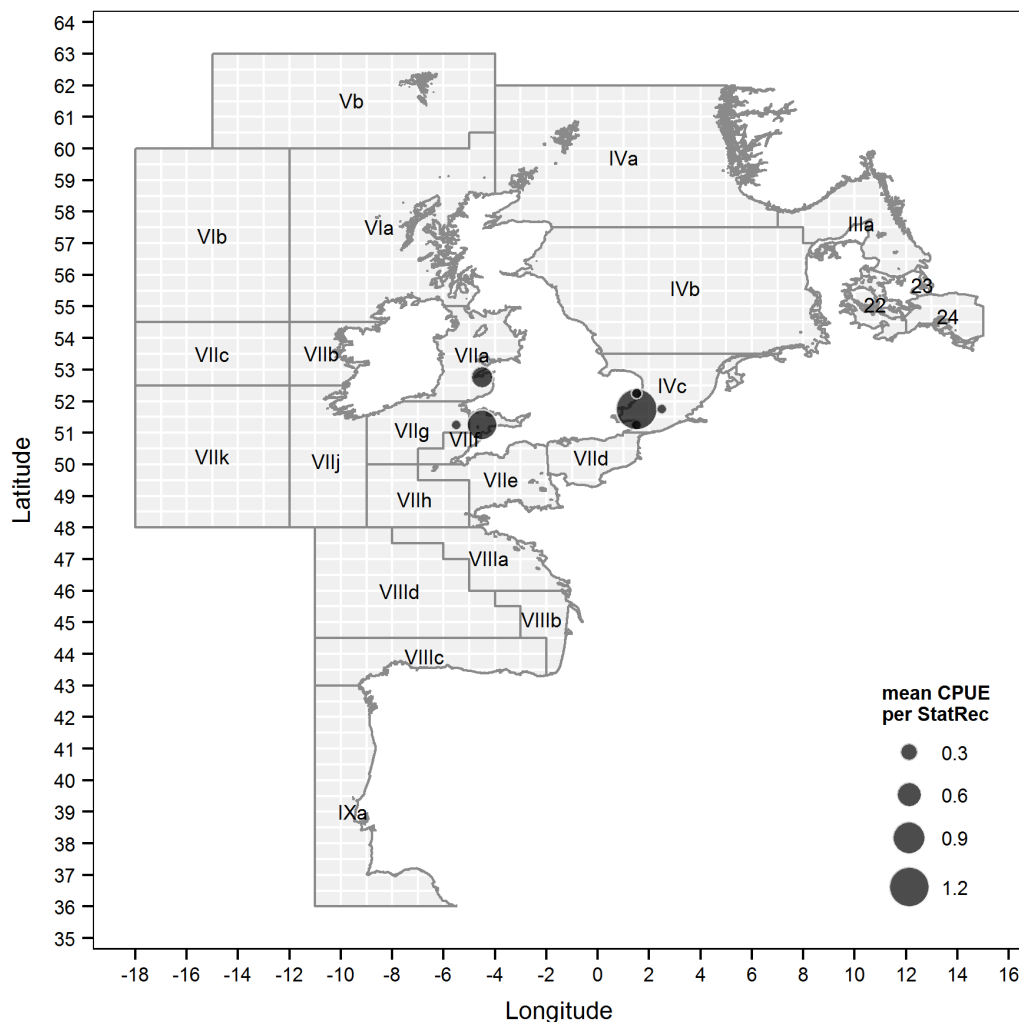 64
63
62
61
60
59
58
57
56
55
54
53
52
51
50
49
48
47
46
45
44
43
42
41
40
39
38
37
36
35
Latitude
Vb
IVa
VIb
VIa
IIIa
IVb
23
22
24
VIIc
VIIb
VIIa
IVc
VIIg
VIIf
VIIk
VIIj
VIId
VIIe
VIIh
VIIIa
VIIId
VIIIb
VIIIc
IXa
mean CPUE
per StatRec
0.3
0.6
0.9
1.2
-18 -16 -14 -12 -10 -8 -6 -4 -2 0 2 4 6 8 10 12 14 16
Longitude